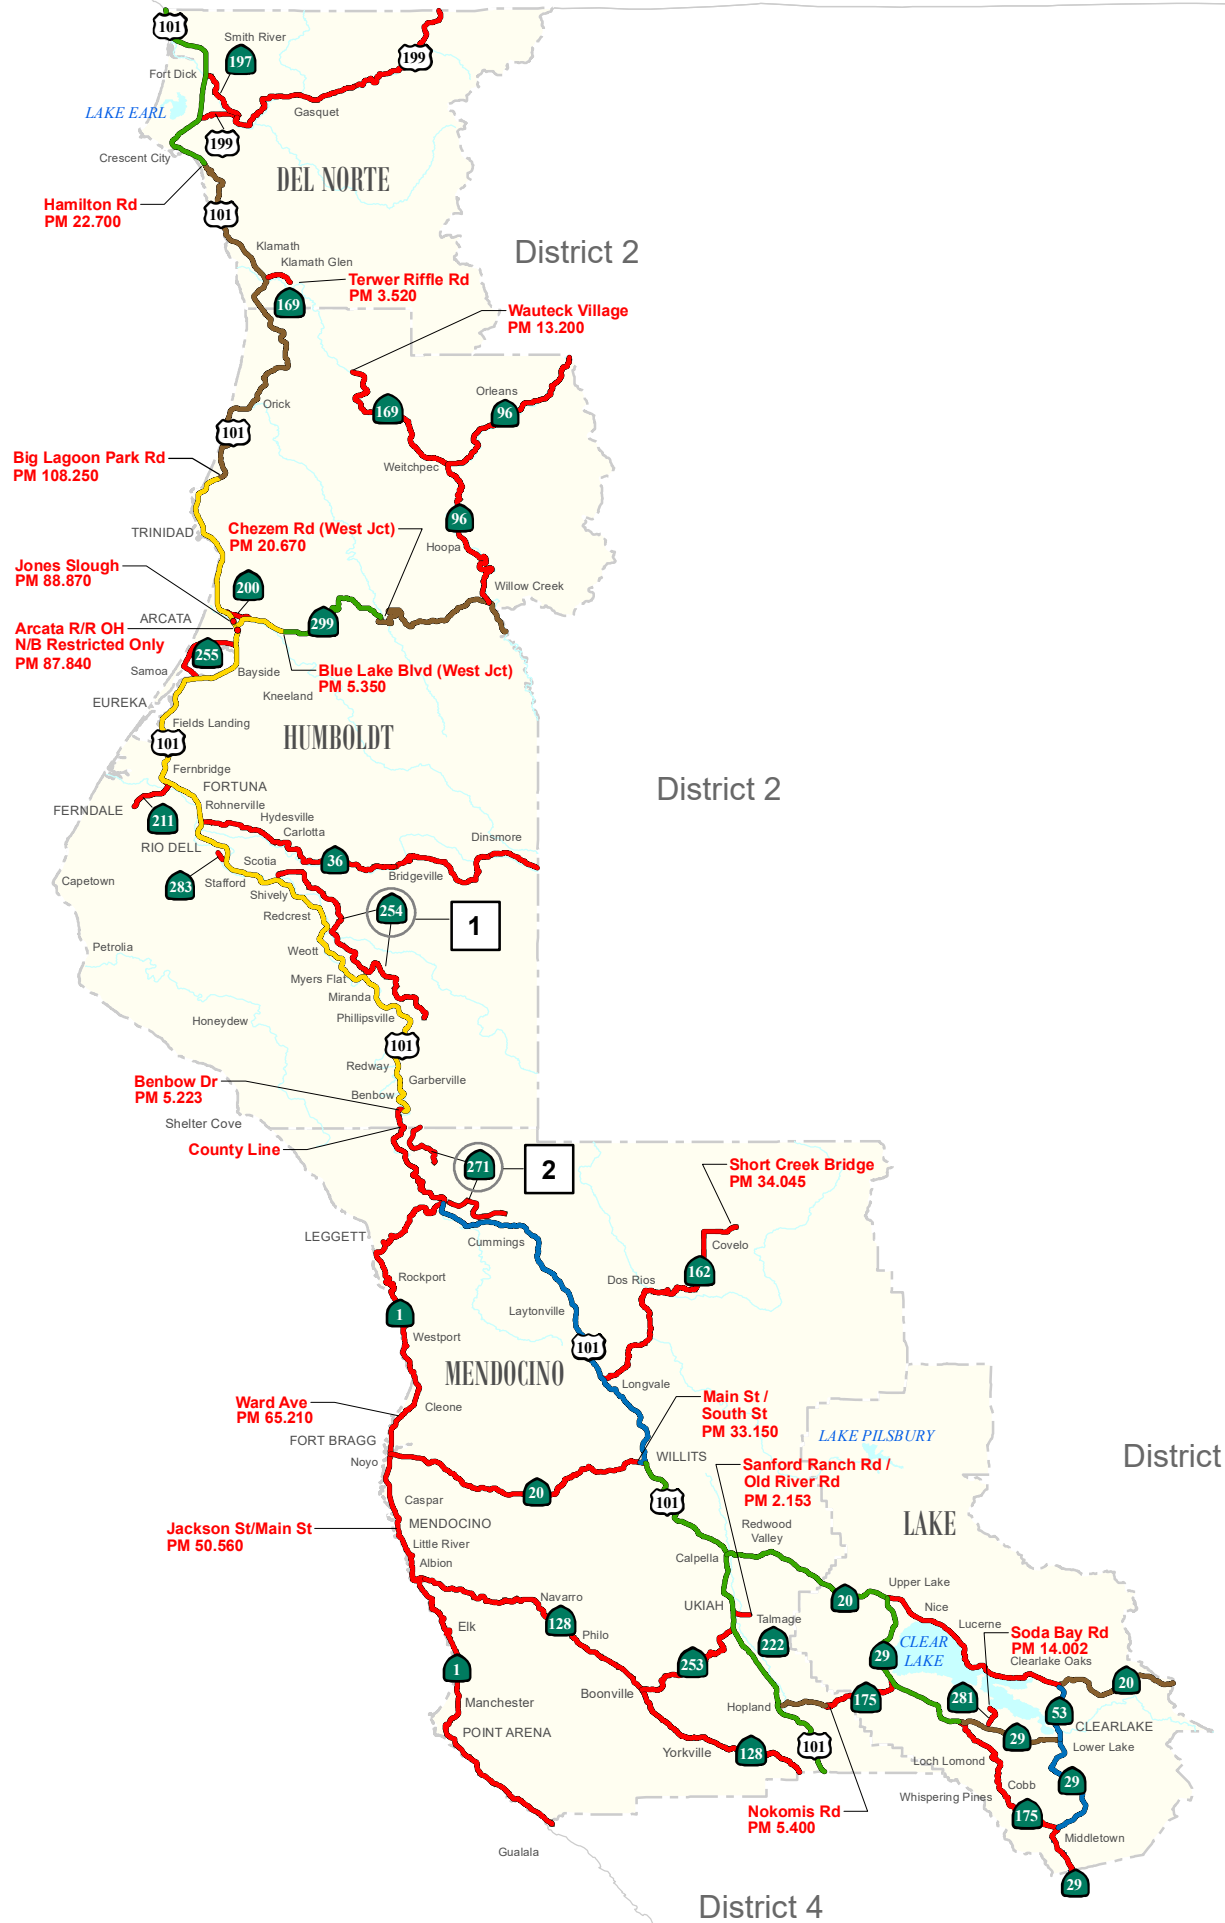 101
Smith River
197
199
Fort Dick
LAKE EARL
Gasquet
199
Crescent City
DEL NORTE
Hamilton Rd
PM 22.700
101
Klamath
District 2
Klamath Glen
Terwer Riffle Rd
PM 3.520
169
Wauteck Village
PM 13.200
Orleans
169
96
Orick
101
Big Lagoon Park Rd
PM 108.250
Weitchpec
96
TRINIDAD
Chezem Rd (West Jct)
PM 20.670
Hoopa
Jones Slough
PM 88.870
200
Willow Creek
ARCATA
299
Arcata R/R OH
N/B Restricted Only
PM 87.840
255
Samoa
Bayside
Blue Lake Blvd (West Jct)
PM 5.350
Kneeland
EUREKA
Fields Landing
HUMBOLDT
101
Fernbridge
District 2
FORTUNA
FERNDALE
Rohnerville
211
Hydesville
Carlotta
Dinsmore
RIO DELL
Scotia
36
Bridgeville
283
Stafford
Capetown
Shively
254
1
Redcrest
Petrolia
Weott
Myers Flat
Miranda
Honeydew
Phillipsville
101
Redway
Garberville
Benbow Dr
PM 5.223
Benbow
Shelter Cove
County Line
271
2
Short Creek Bridge
PM 34.045
LEGGETT
Cummings
Covelo
Rockport
Dos Rios
162
1
Laytonville
Westport
101
MENDOCINO
Longvale
Ward Ave
PM 65.210
Cleone
Main St /
South St
PM 33.150
FORT BRAGG
LAKE PILSBURY
Noyo
WILLITS
District
Sanford Ranch Rd /
Old River Rd
PM 2.153
20
Caspar
101
MENDOCINO
Redwood
Valley
LAKE
Jackson St/Main St
PM 50.560
Little River
Albion
Calpella
Upper Lake
Navarro
20
Nice
UKIAH
Talmage
Lucerne
Elk
128
Philo
222
CLEAR
LAKE
Soda Bay Rd
PM 14.002
Clearlake Oaks
253
29
1
20
Boonville
Manchester
Hopland
175
281
53
POINT ARENA
CLEARLAKE
29
Lower Lake
Yorkville
128
101
Loch Lomond
29
Cobb
Whispering Pines
Nokomis Rd
PM 5.400
175
Middletown
Gualala
29
District 4